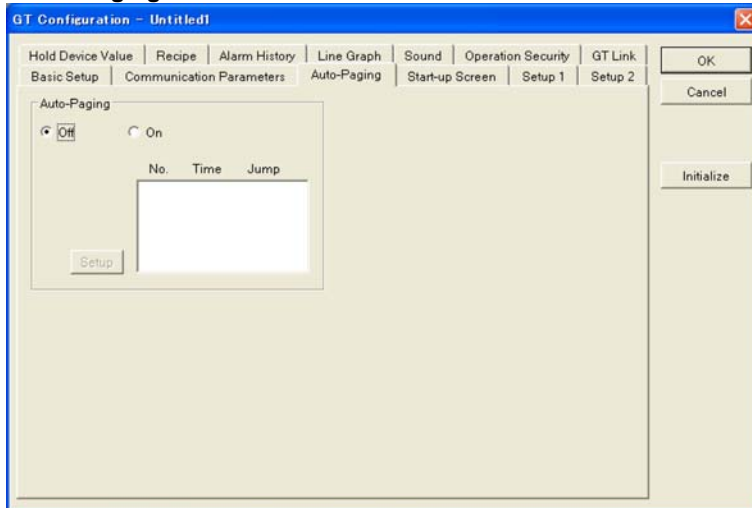 GT Configuration - Untitled1
Hold Device Value Recipe Alarm History Line Graph Sound Operation Security GT Link
Basic Setup Communication Parameters Auto-Paging Start-up Screen Setup 1 Setup 2
OK
Cancel
Initialize
Auto-Paging
Off On
No. Time Jump
Setup